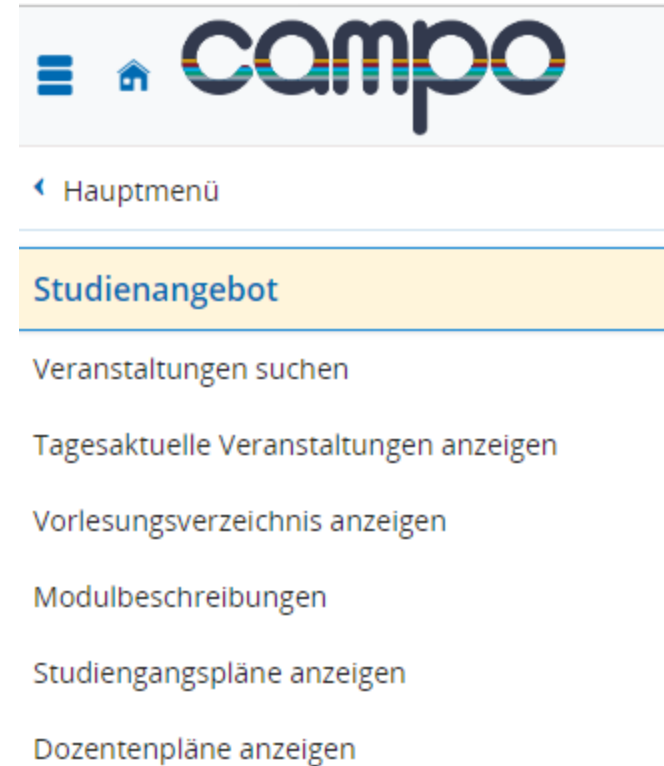 campo
Hauptmenü
Studienangebot
Veranstaltungen suchen
Tagesaktuelle Veranstaltungen anzeigen
Vorlesungsverzeichnis anzeigen
Modulbeschreibungen
Studiengangspläne anzeigen
Dozentenpläne anzeigen